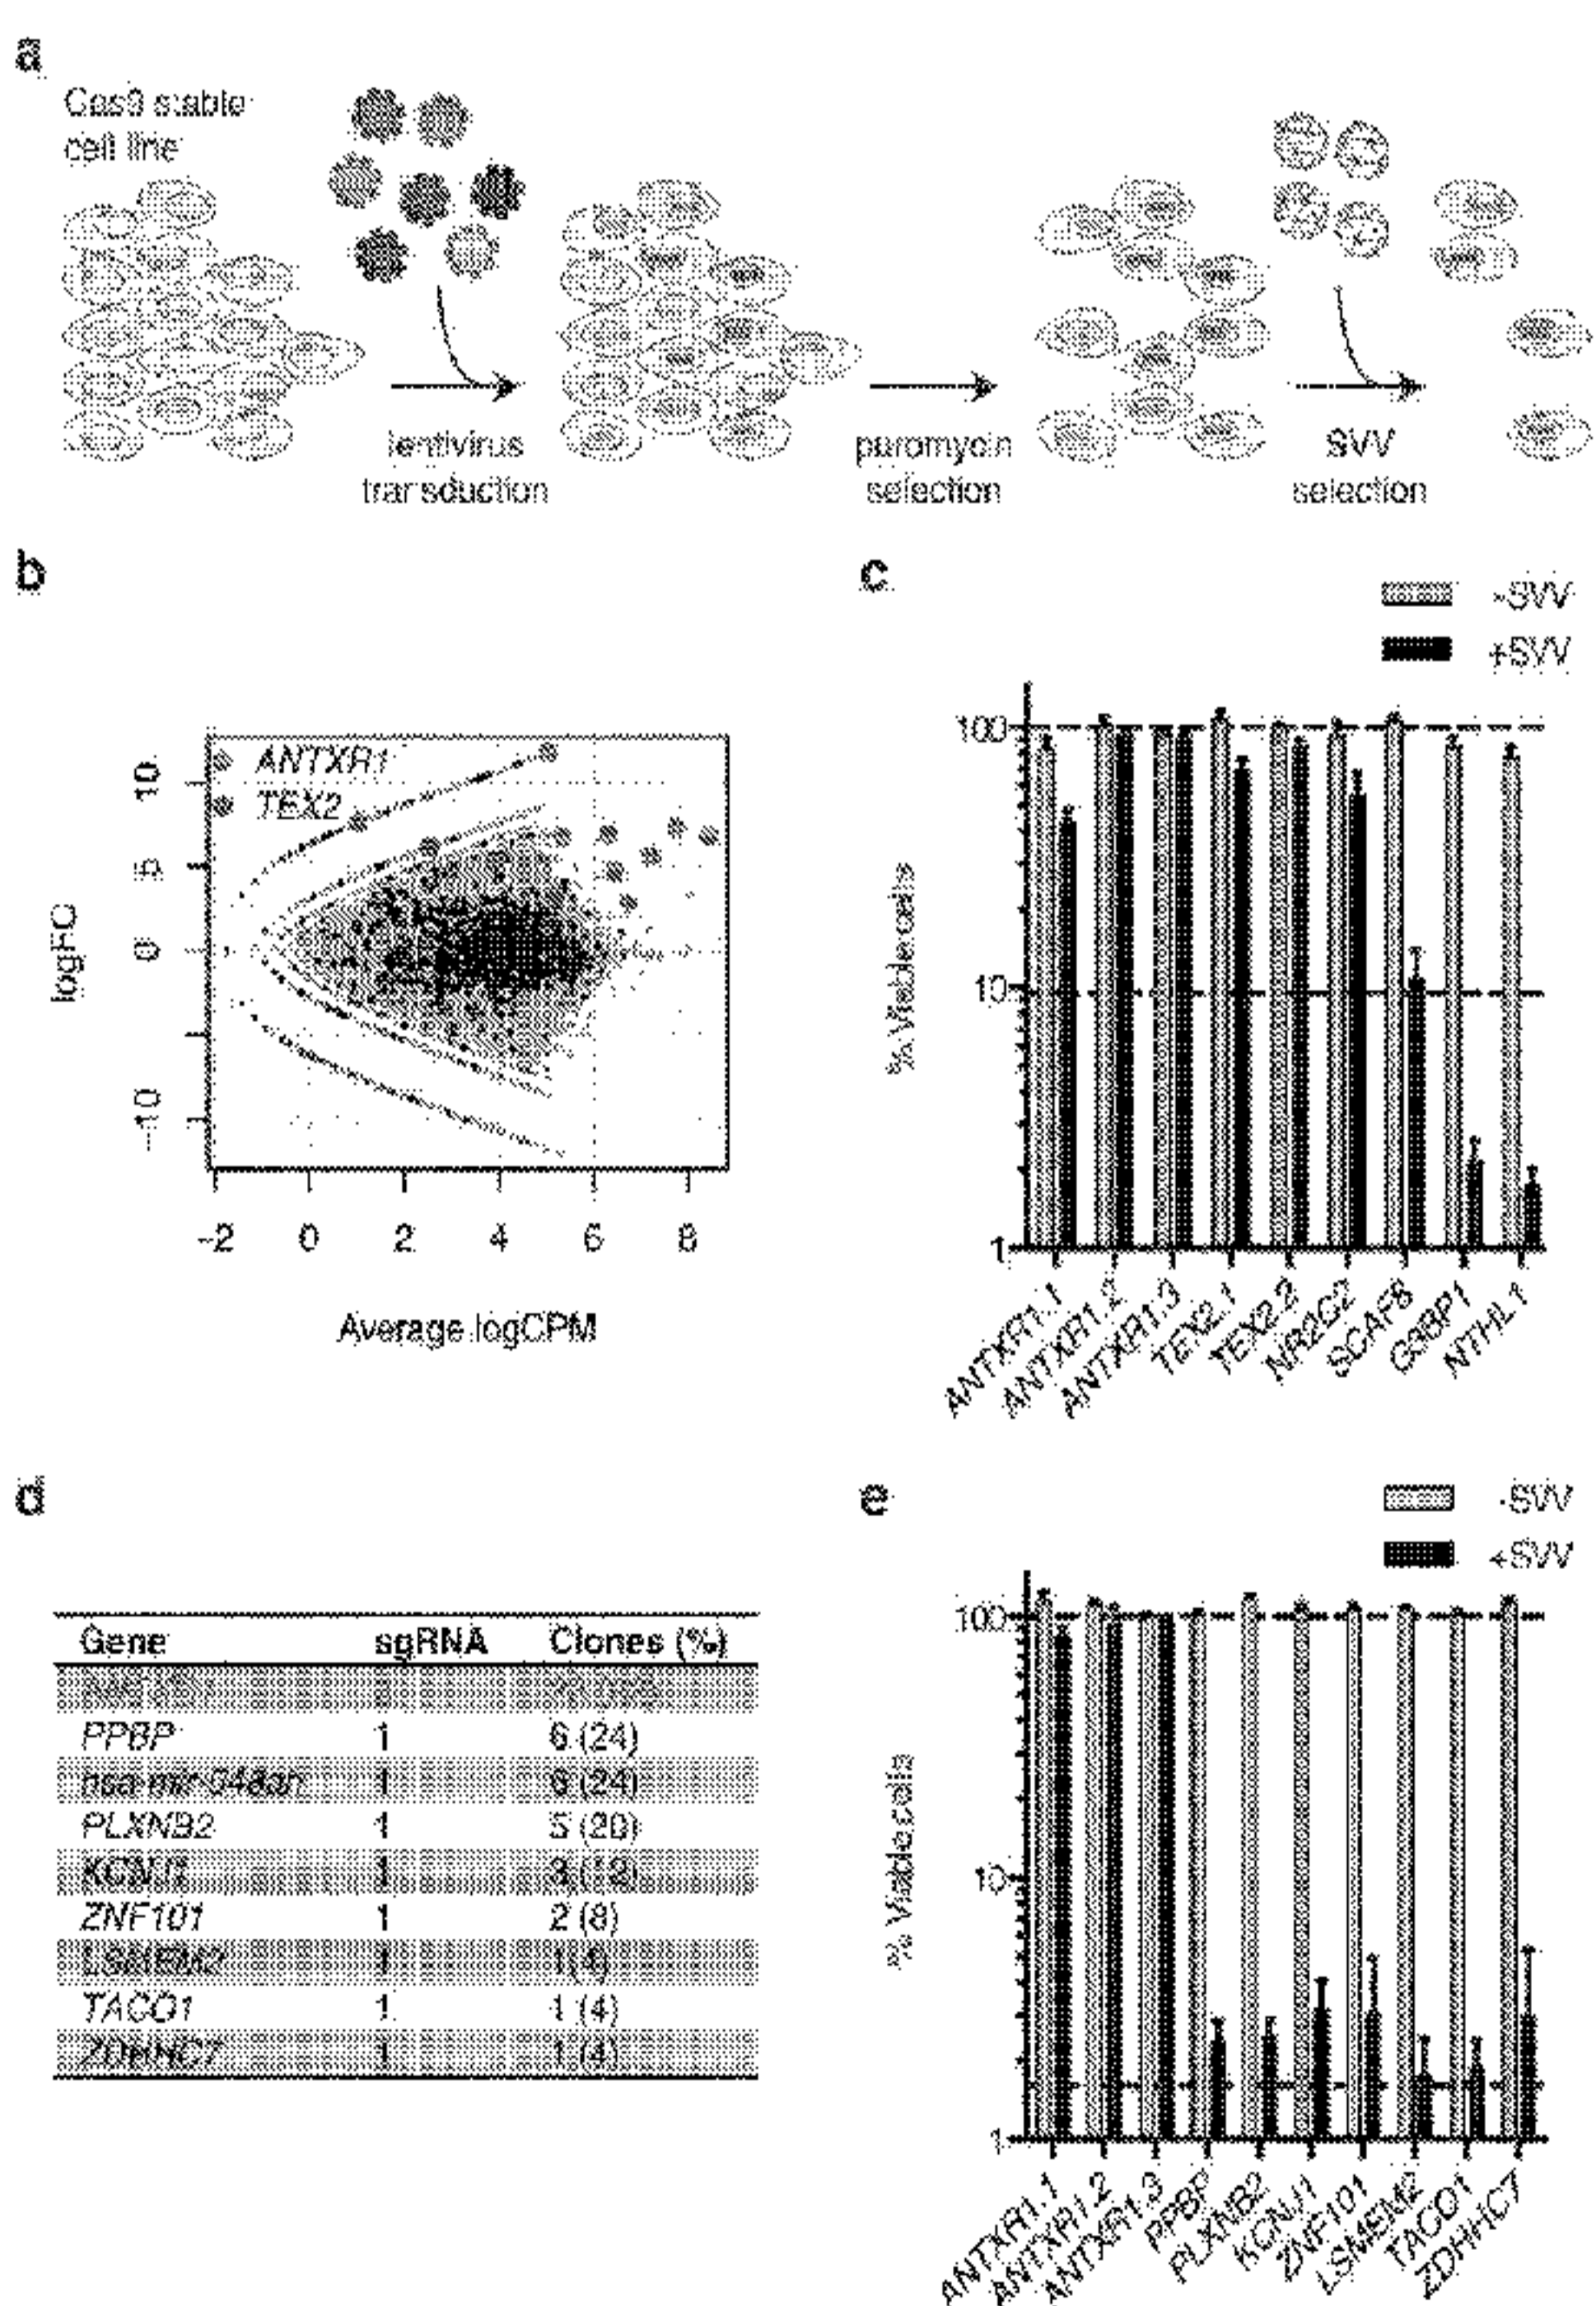 a
Cas9 stable
cell line
lentivirus
transduction
puromycin
selection
SVV
selection
b
ANTXR1
TEX2
10
5
0
-10
logFC
-2 0 2 4 6 8
Average logCPM
c
-SVV
+SVV
100
10
1
% Viable cells
ANTXR1.1
ANTXR1.2
ANTXR1.3
TEX2.1
TEX2.2
NR2C2
SCAF8
G3BP1
NTHL1
d
Gene sgRNA Clones (%)
PPBP 1 6 (24)
1 6 (24)
PLXNB2 1 5 (20)
KCNJ1 1 3 (12)
ZNF101 1 2 (8)
LSMEM2 1 1 (4)
TACO1 1 1 (4)
ZDHHC7 1 1 (4)
e
-SVV
+SVV
100
10
1
% Viable cells
ANTXR1.1
ANTXR1.2
ANTXR1.3
PPBP
PLXNB2
KCNJ1
ZNF101
LSMEM2
TACO1
ZDHHC7